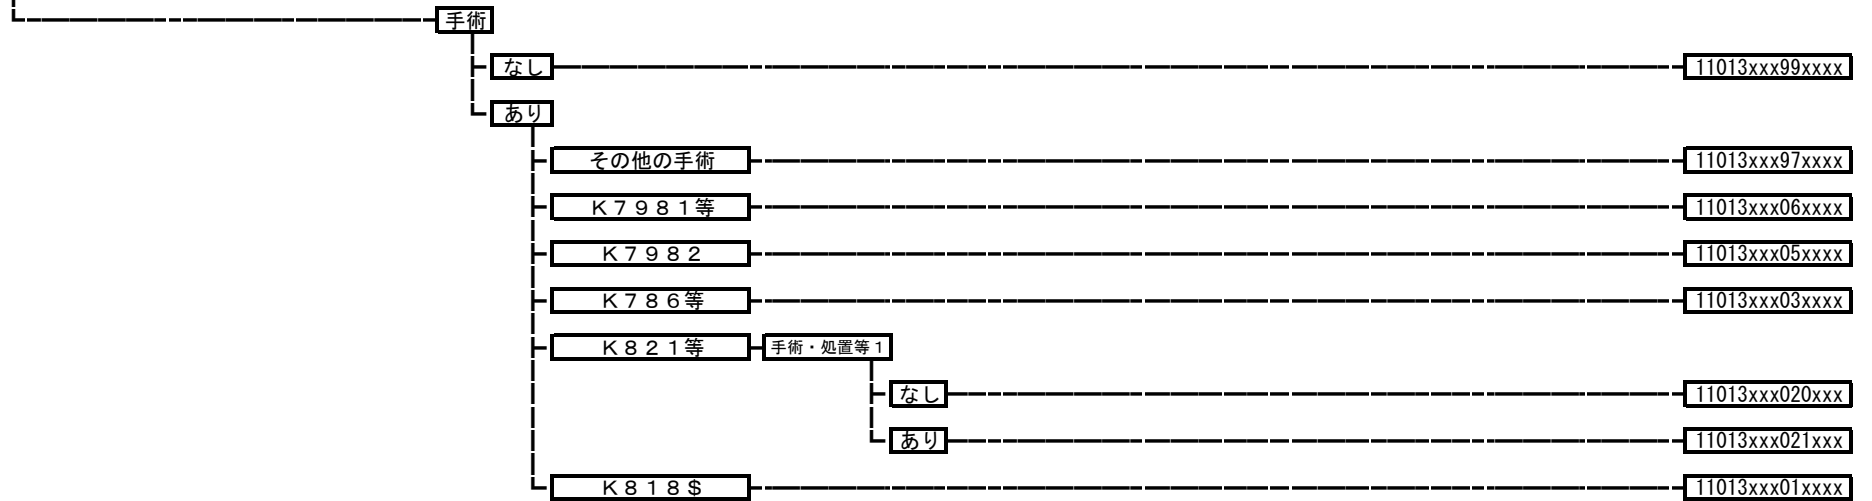 手術
なし 11013xxx99xxxx
あり
その他の手術 11013xxx97xxxx
Ｋ７９８１等 11013xxx06xxxx
Ｋ７９８２ 11013xxx05xxxx
Ｋ７８６等 11013xxx03xxxx
Ｋ８２１等 手術・処置等１
なし 11013xxx020xxx
あり 11013xxx021xxx
Ｋ８１８＄ 11013xxx01xxxx